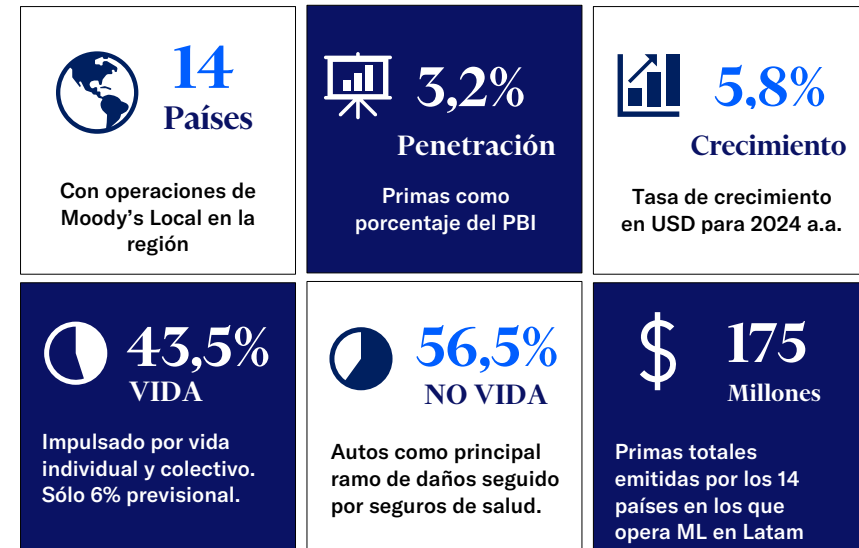 14
Países
Con operaciones de
Moody's Local en la
región
3,2%
Penetración
Primas como
porcentaje del PBI
5,8%
Crecimiento
Tasa de crecimiento
en USD para 2024 a.a.
43,5%
VIDA
Impulsado por vida
individual y colectivo.
Sólo 6% previsional.
56,5%
NO VIDA
Autos como principal
ramo de daños seguido
por seguros de salud.
$
175
Millones
Primas totales
emitidas por los 14
países en los que
opera ML en Latam